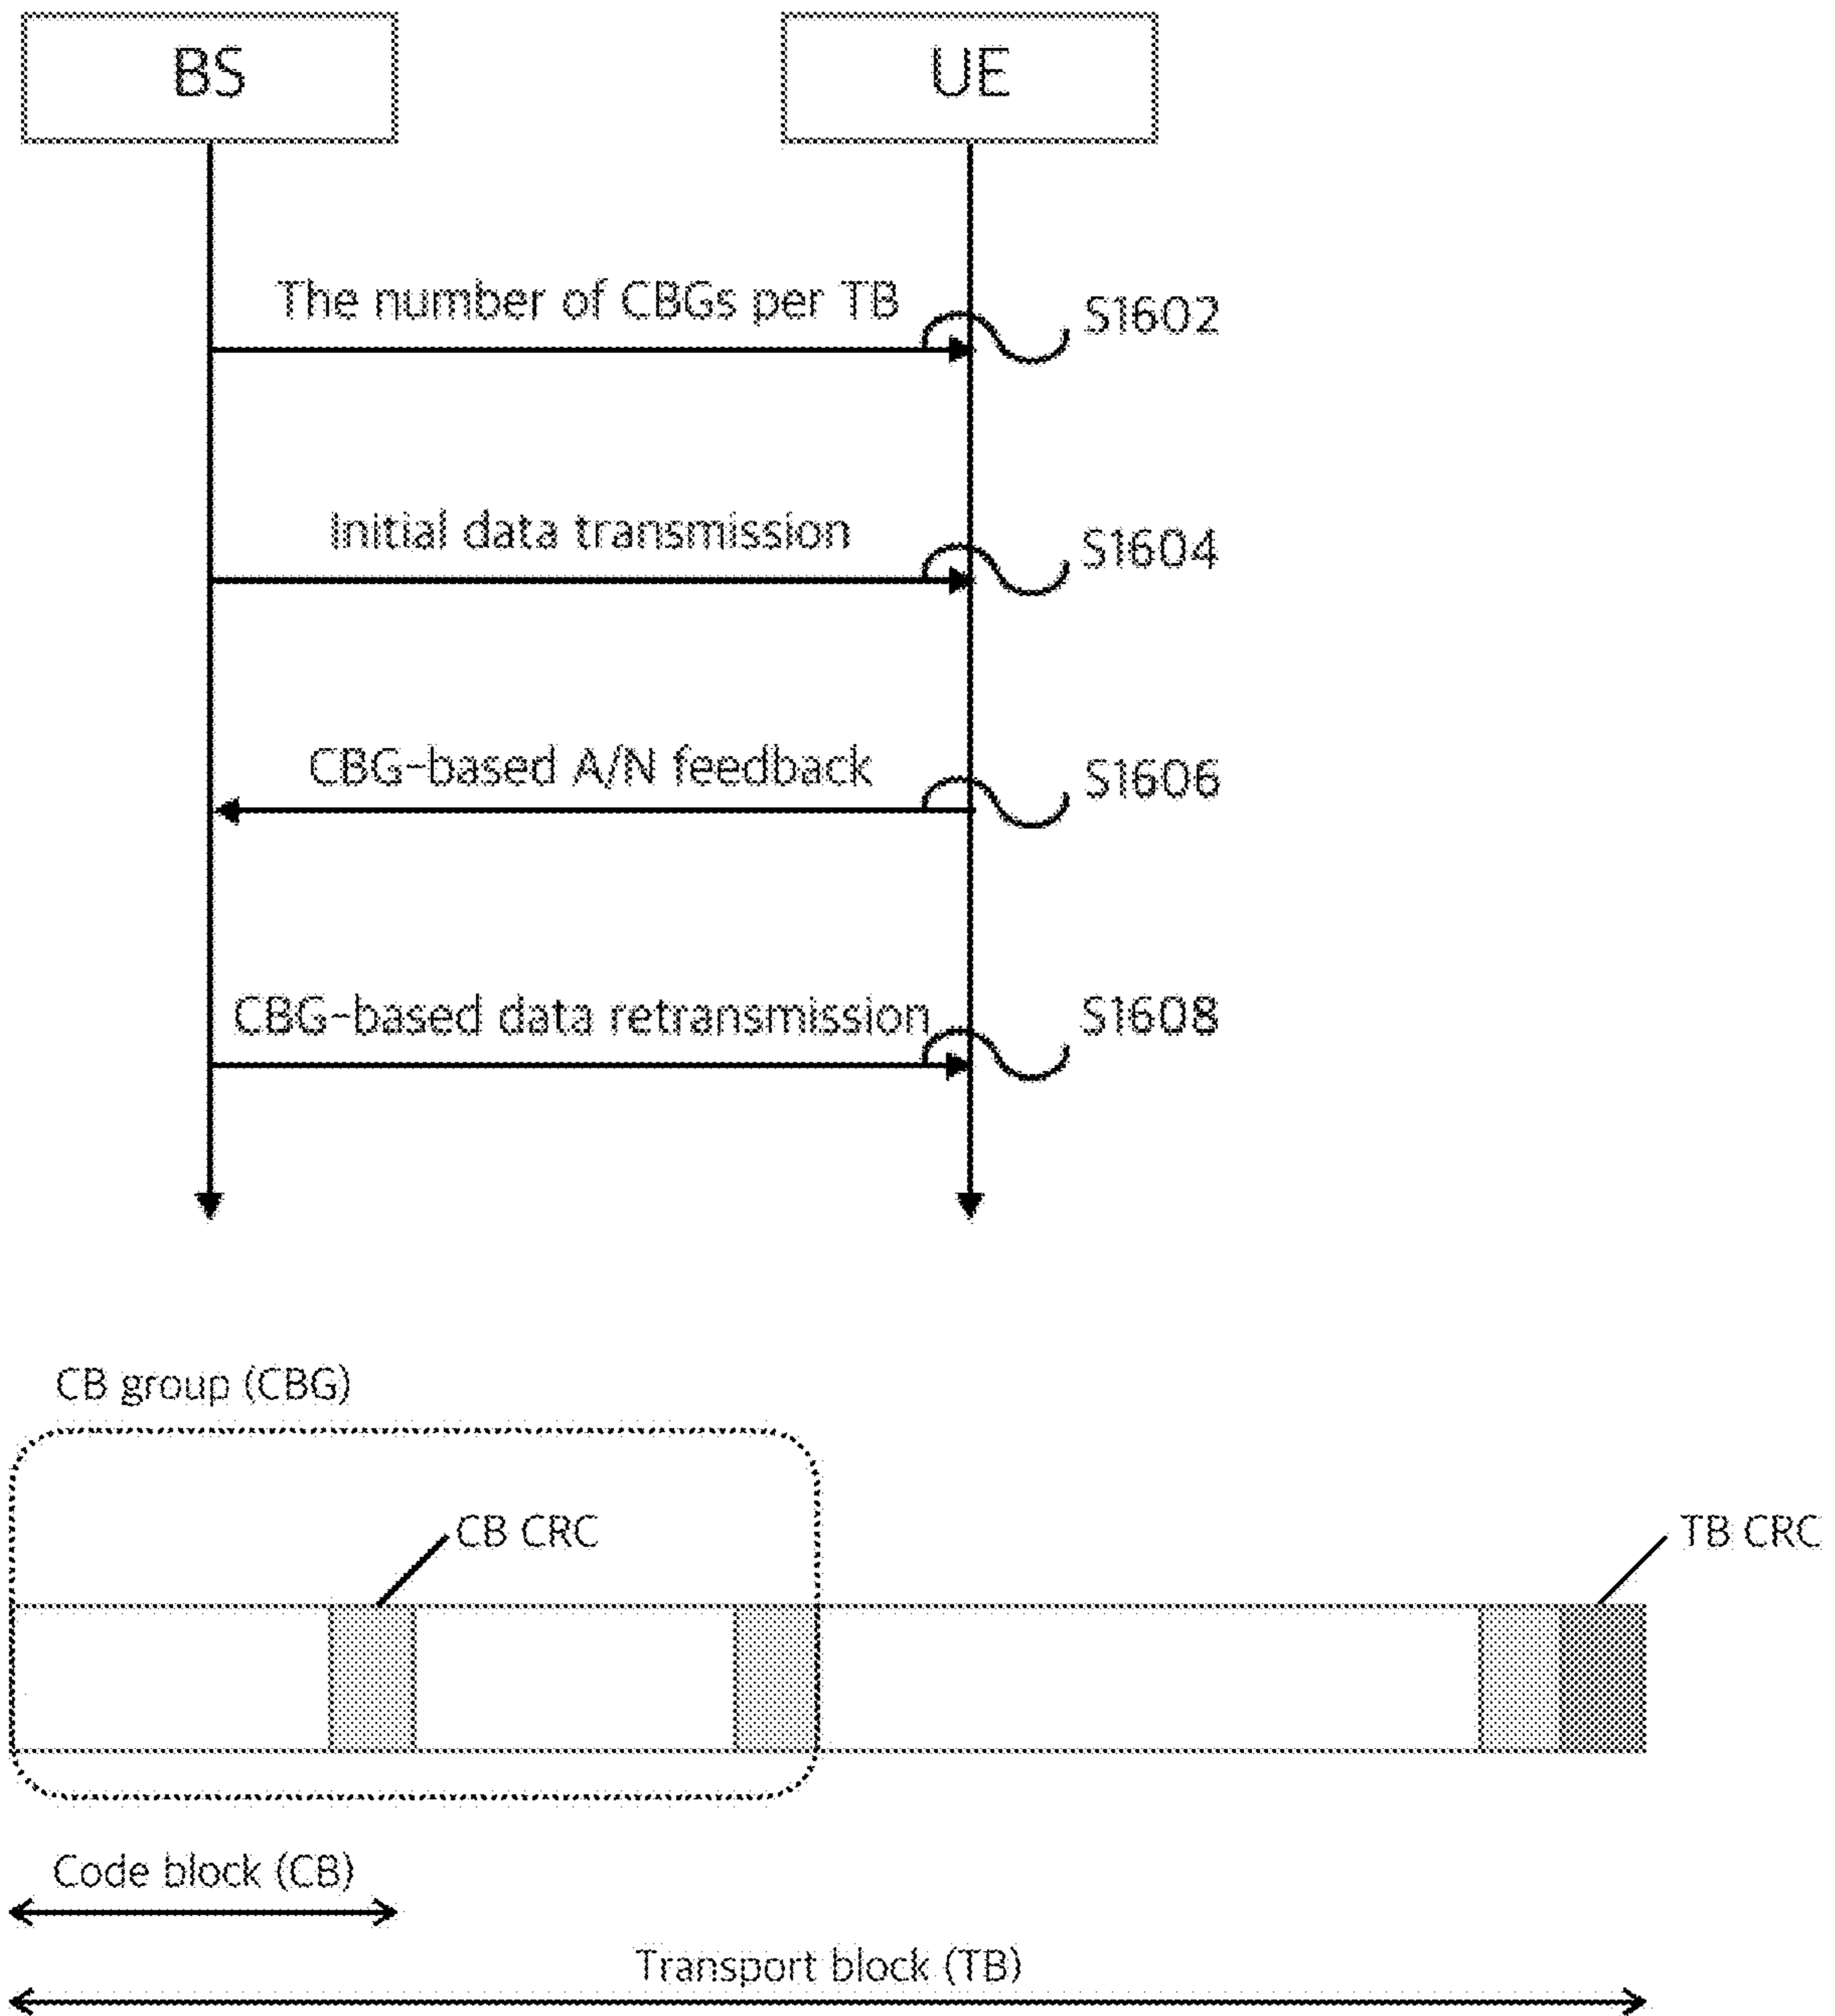 BS
UE
The number of CBGs per TB
S1602
Initial data transmission
S1604
CBG-based A/N feedback
S1606
CBG-based data retransmission
S1608
CB group (CBG)
CB CRC
TB CRC
Code block (CB)
Transport block (TB)